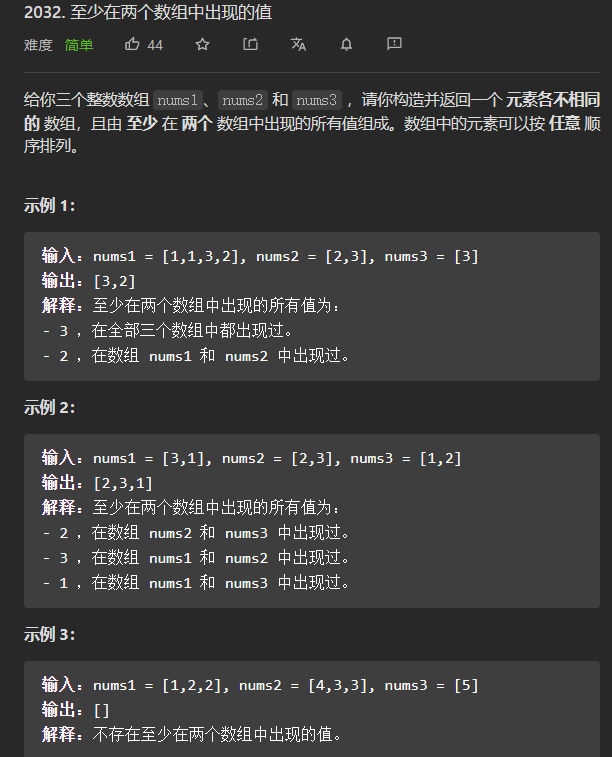 2032. 至少在两个数组中出现的值
难度 简单 44
给你三个整数数组 nums1、nums2 和 nums3 ，请你构造并返回一个 元素各不相同
的 数组，且由 至少 在 两个 数组中出现的所有值组成。数组中的元素可以按 任意 顺
序排列。
示例 1：
输入：nums1 = [1,1,3,2], nums2 = [2,3], nums3 = [3]
输出：[3,2]
解释：至少在两个数组中出现的所有值为：
- 3 ，在全部三个数组中都出现过。
- 2 ，在数组 nums1 和 nums2 中出现过。
示例 2：
输入：nums1 = [3,1], nums2 = [2,3], nums3 = [1,2]
输出：[2,3,1]
解释：至少在两个数组中出现的所有值为：
- 2 ，在数组 nums2 和 nums3 中出现过。
- 3 ，在数组 nums1 和 nums2 中出现过。
- 1 ，在数组 nums1 和 nums3 中出现过。
示例 3：
输入：nums1 = [1,2,2], nums2 = [4,3,3], nums3 = [5]
输出：[]
解释：不存在至少在两个数组中出现的值。